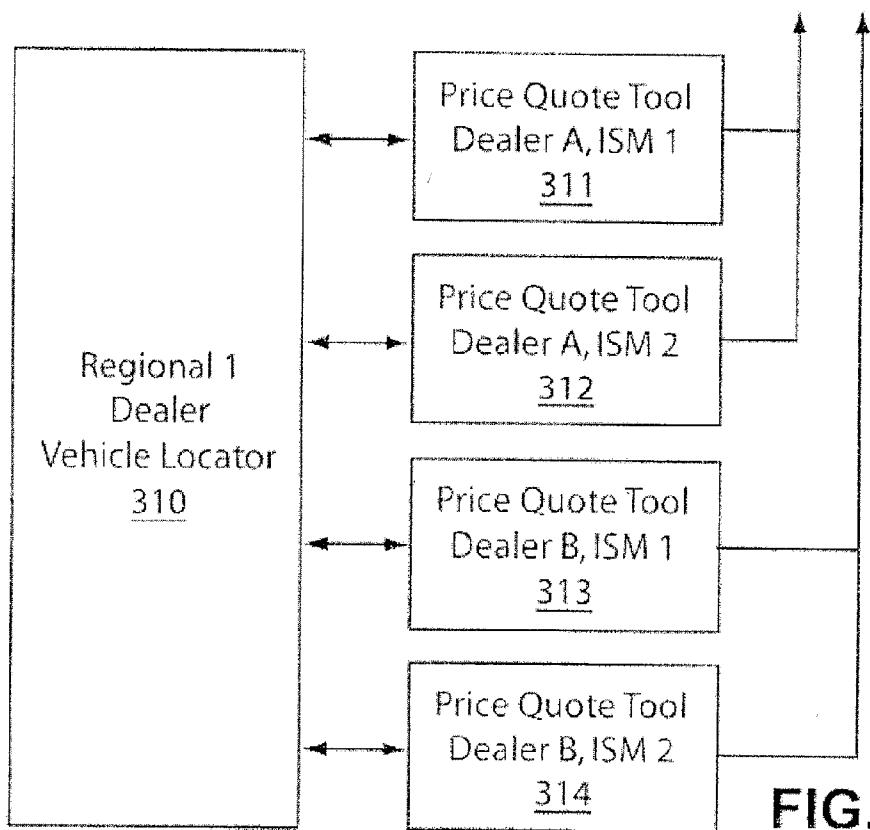 Regional 1
Dealer
Vehicle Locator
310
Price Quote Tool
Dealer A, ISM 1
311
Price Quote Tool
Dealer A, ISM 2
312
Price Quote Tool
Dealer B, ISM 1
313
Price Quote Tool
Dealer B, ISM 2
314
FIG.